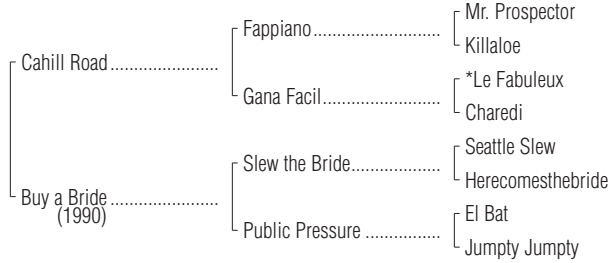 Mr. Prospector
Fappiano
Killaloe
Cahill Road
*Le Fabuleux
Gana Facil
Charedi
Seattle Slew
Slew the Bride
Herecomesthebride
Buy a Bride
(1990)
El Bat
Public Pressure
Jumpty Jumpty